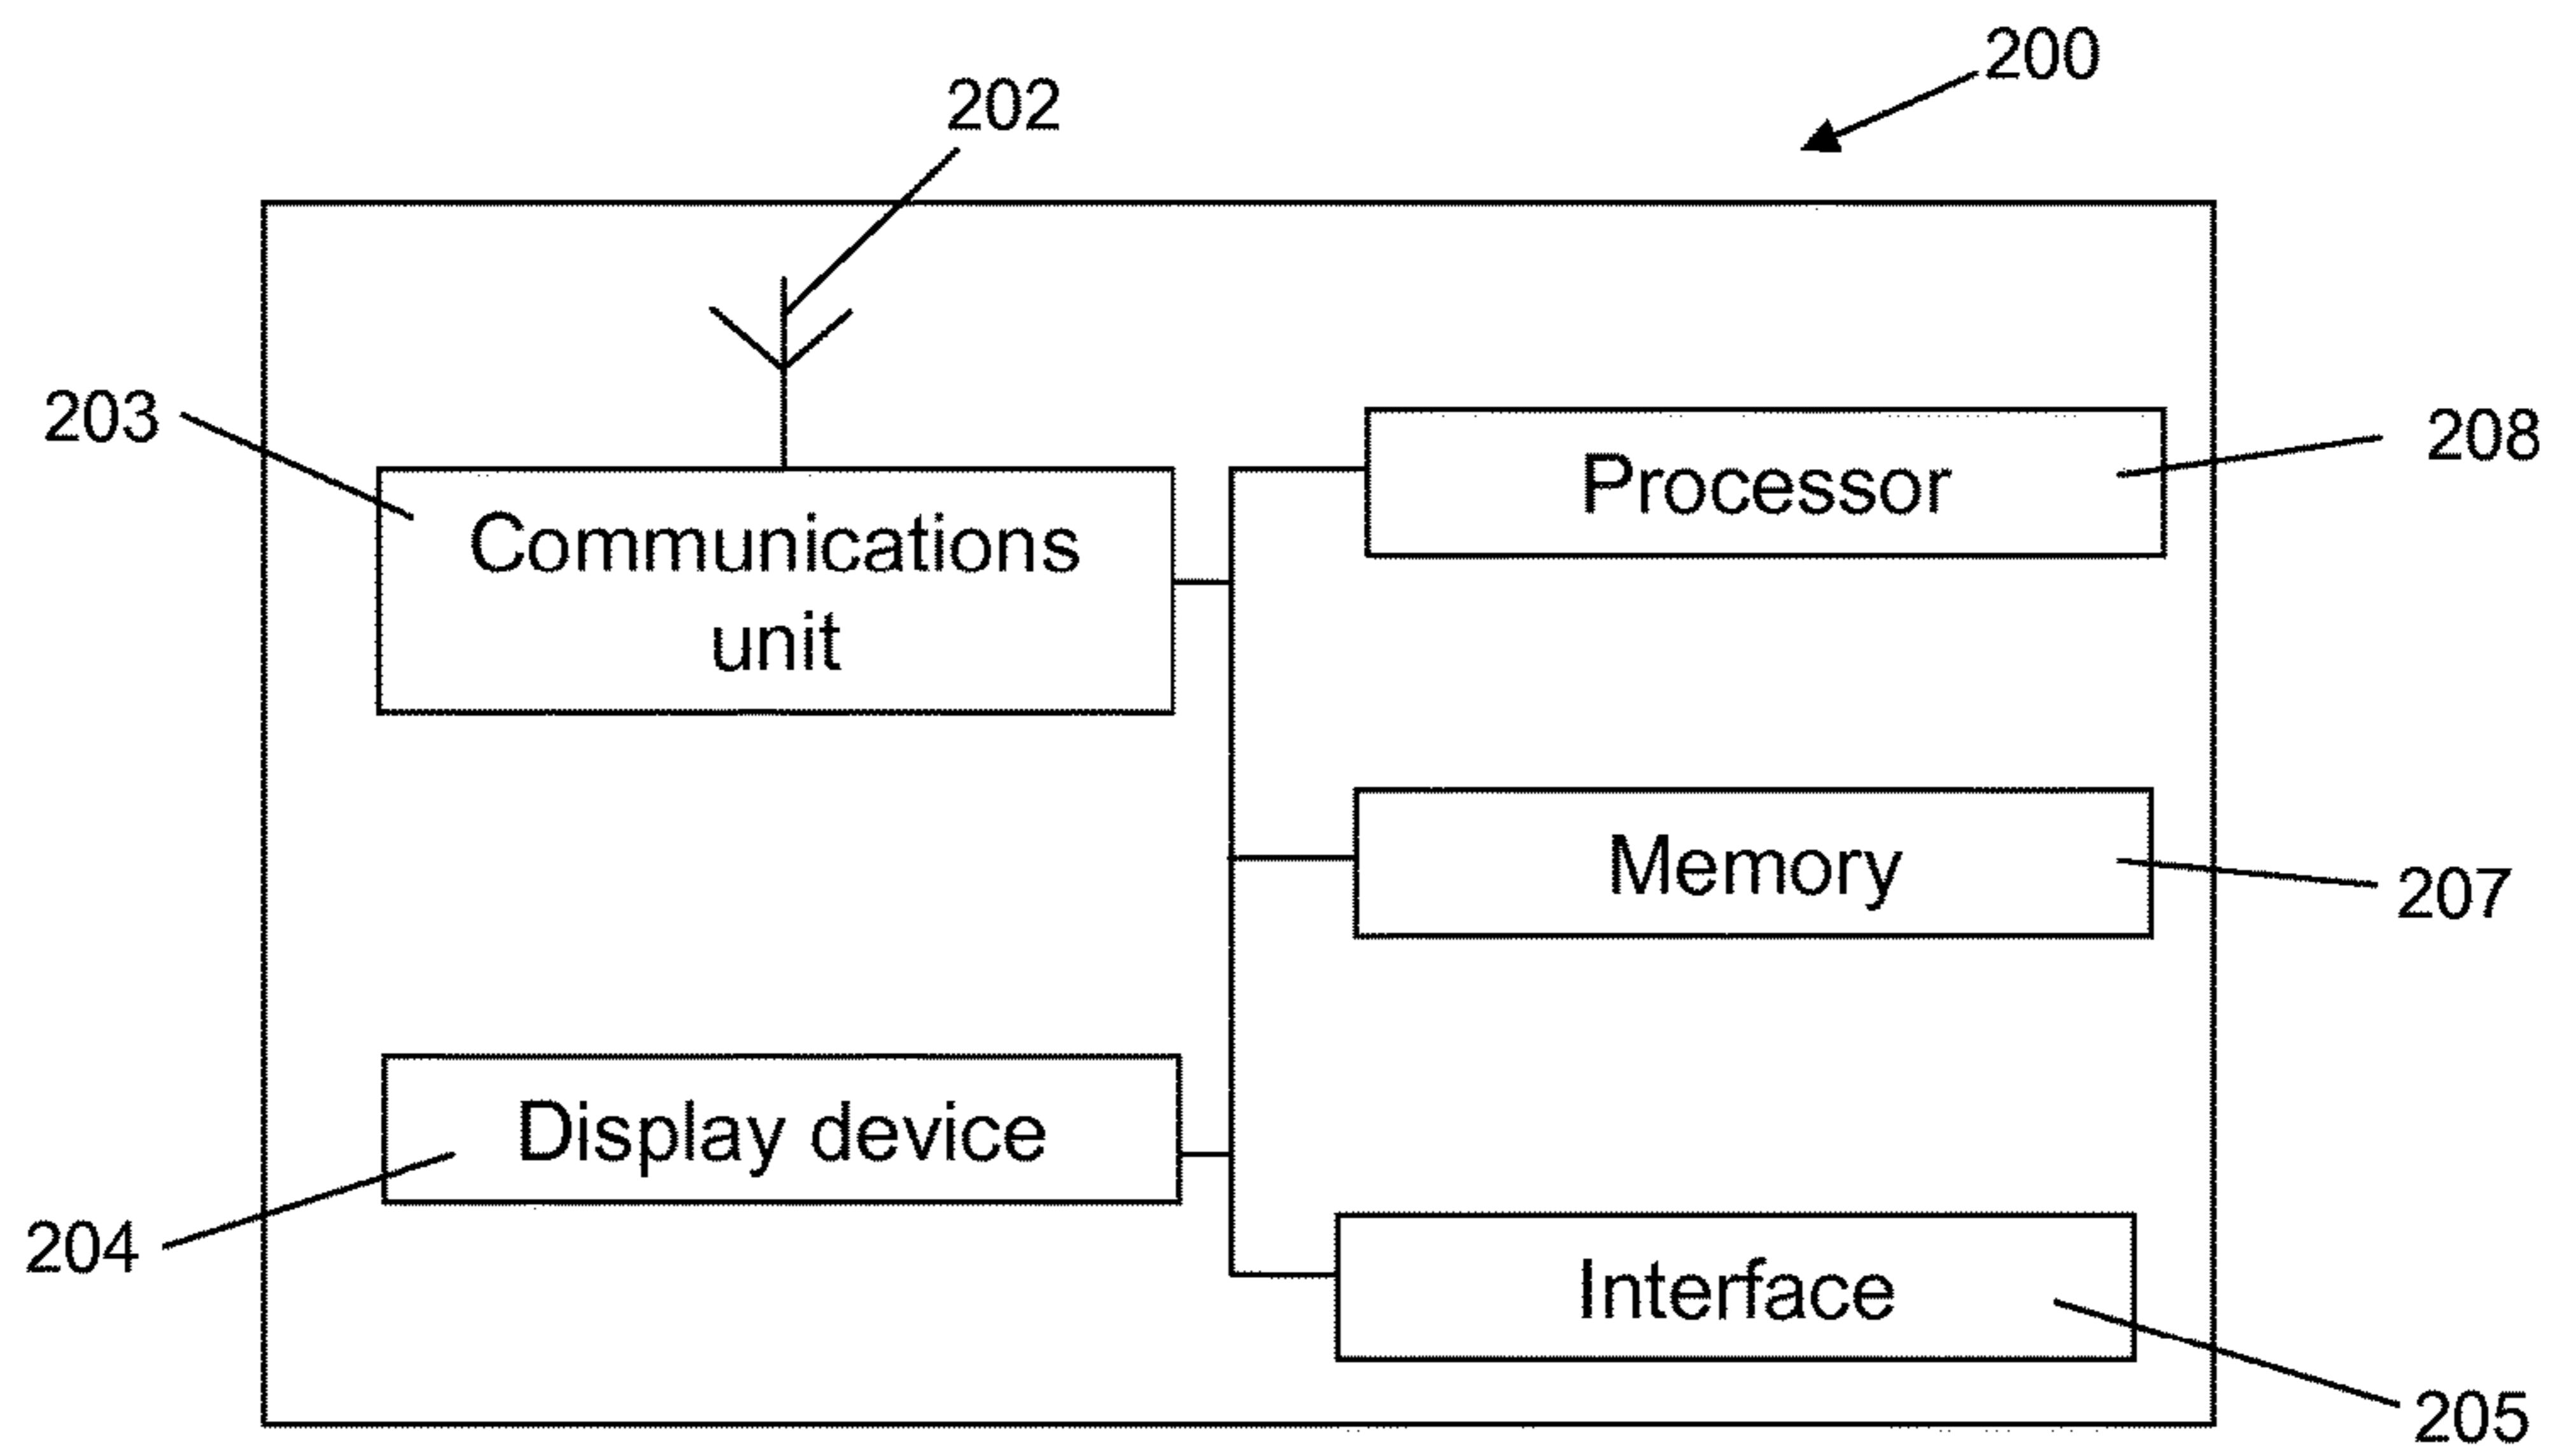 200
202
203
Communications
unit
Processor
208
Memory
207
Display device
204
Interface
205